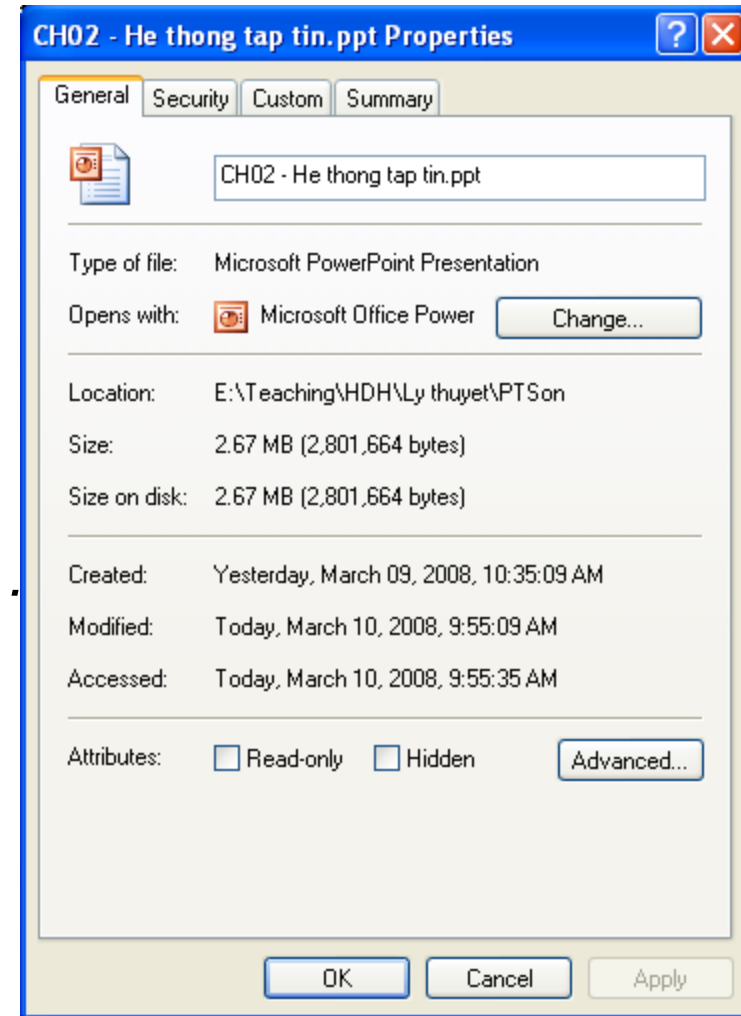 CH02 - He thong tap tin.ppt Properties
General Security Custom Summary
CH02 - He thong tap tin.ppt
Type of file: Microsoft PowerPoint Presentation
Opens with: Microsoft Office Power Change...
Location: E:\Teaching\HDH\Ly thuyet\PTSon
Size: 2.67 MB (2,801,664 bytes)
Size on disk: 2.67 MB (2,801,664 bytes)
Created: Yesterday, March 09, 2008, 10:35:09 AM
Modified: Today, March 10, 2008, 9:55:09 AM
Accessed: Today, March 10, 2008, 9:55:35 AM
Attributes: Read-only Hidden Advanced...
OK Cancel Apply